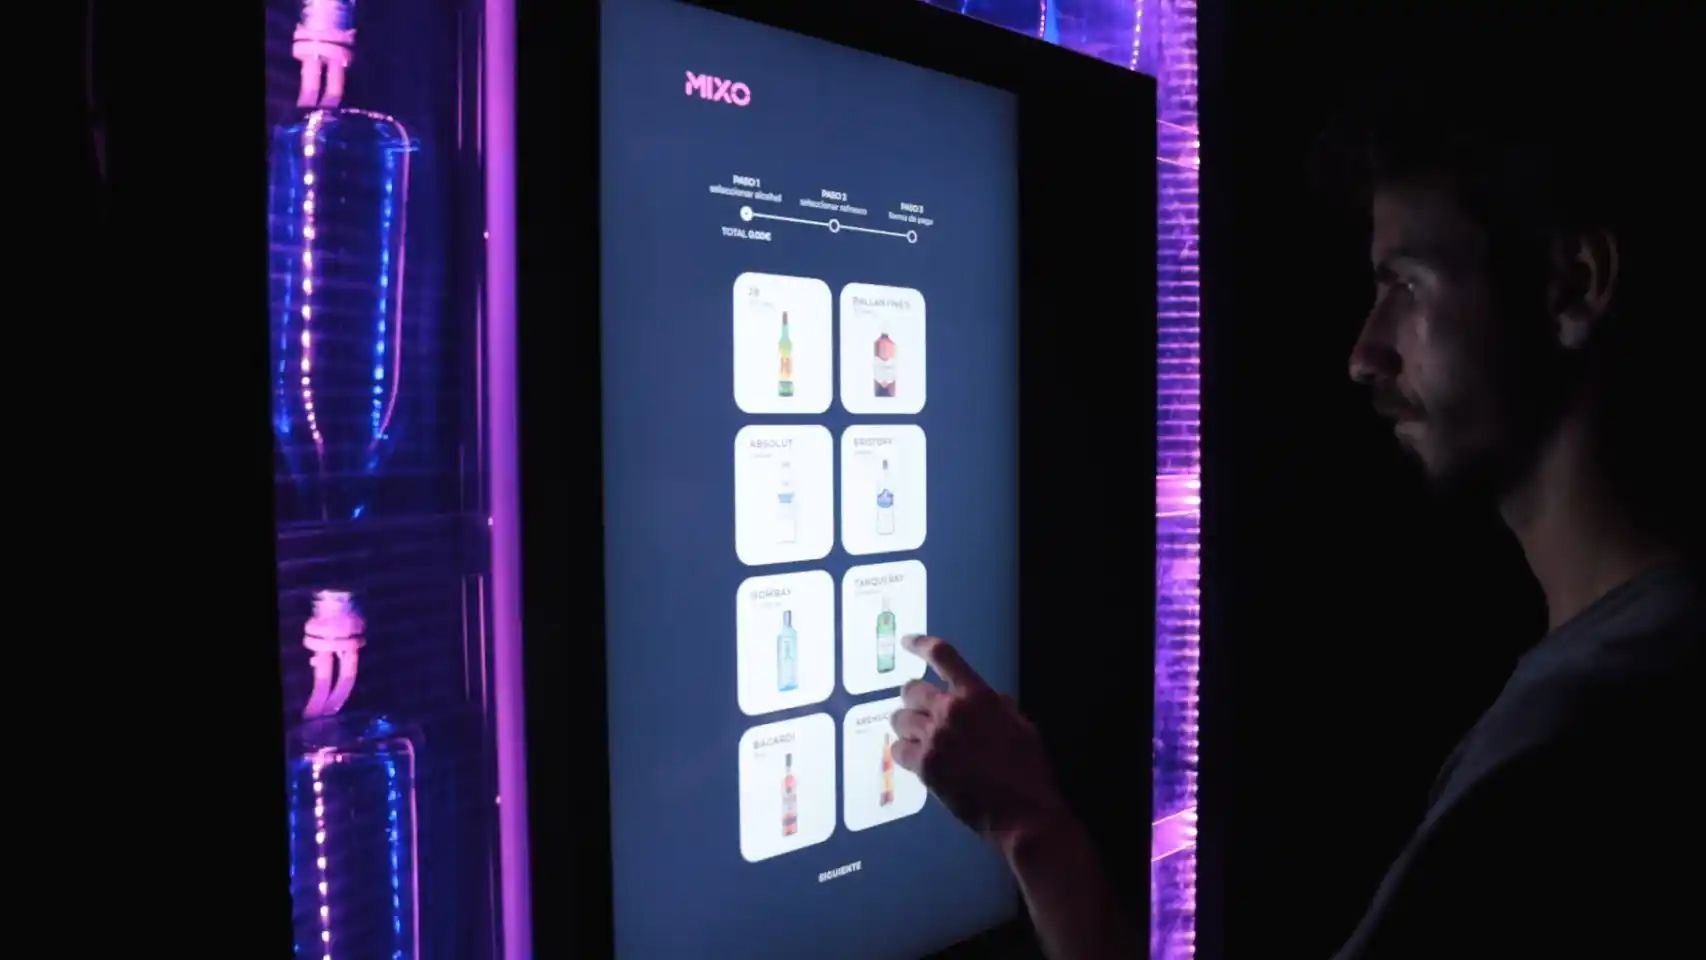 MIXO
PASO 1
seleccionar alcohol
PASO 2
seleccionar refresco
PASO 3
forma de pago
TOTAL 0.00€
JB
BALLANTINE'S
ABSOLUT
ERISTOFF
BOMBAY
TANQUERAY
BACARDI
SIGUIENTE